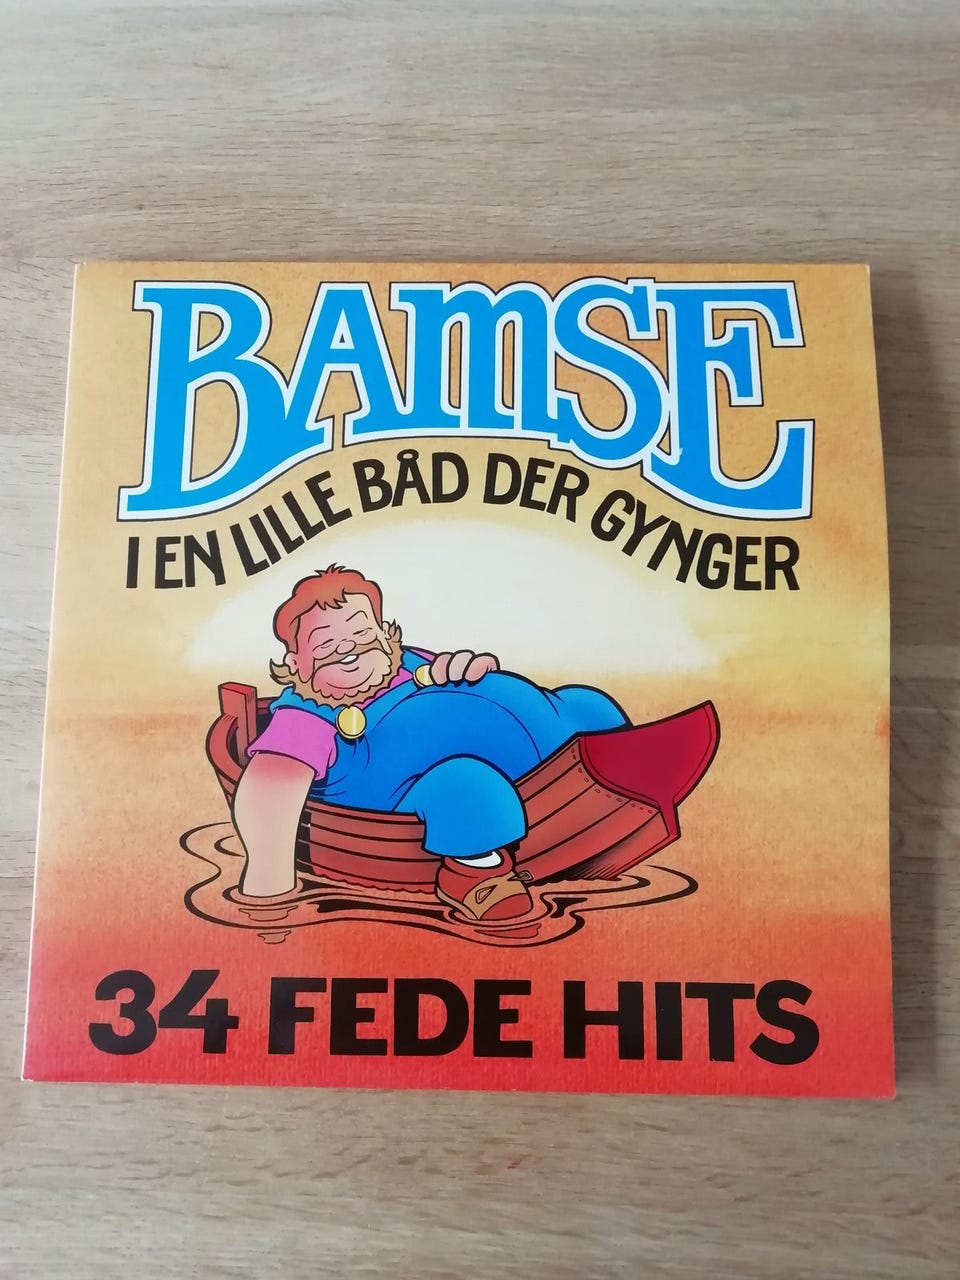 BAMSE
I EN LILLE BÅD DER GYNGER
34 FEDE HITS